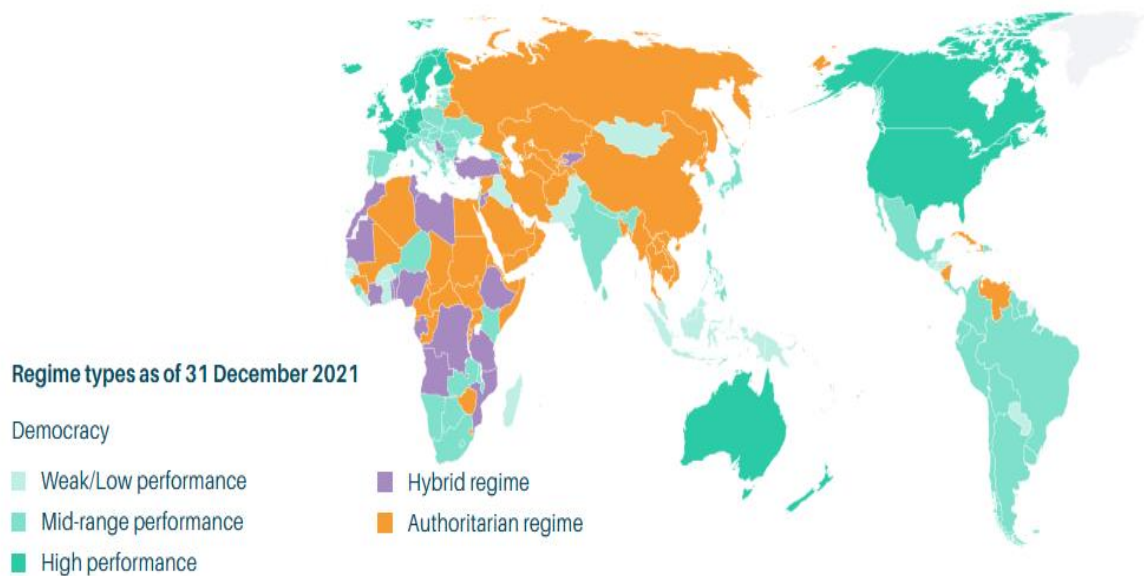 Regime types as of 31 December 2021
Democracy
Weak/Low performance
Mid-range performance
High performance
Hybrid regime
Authoritarian regime